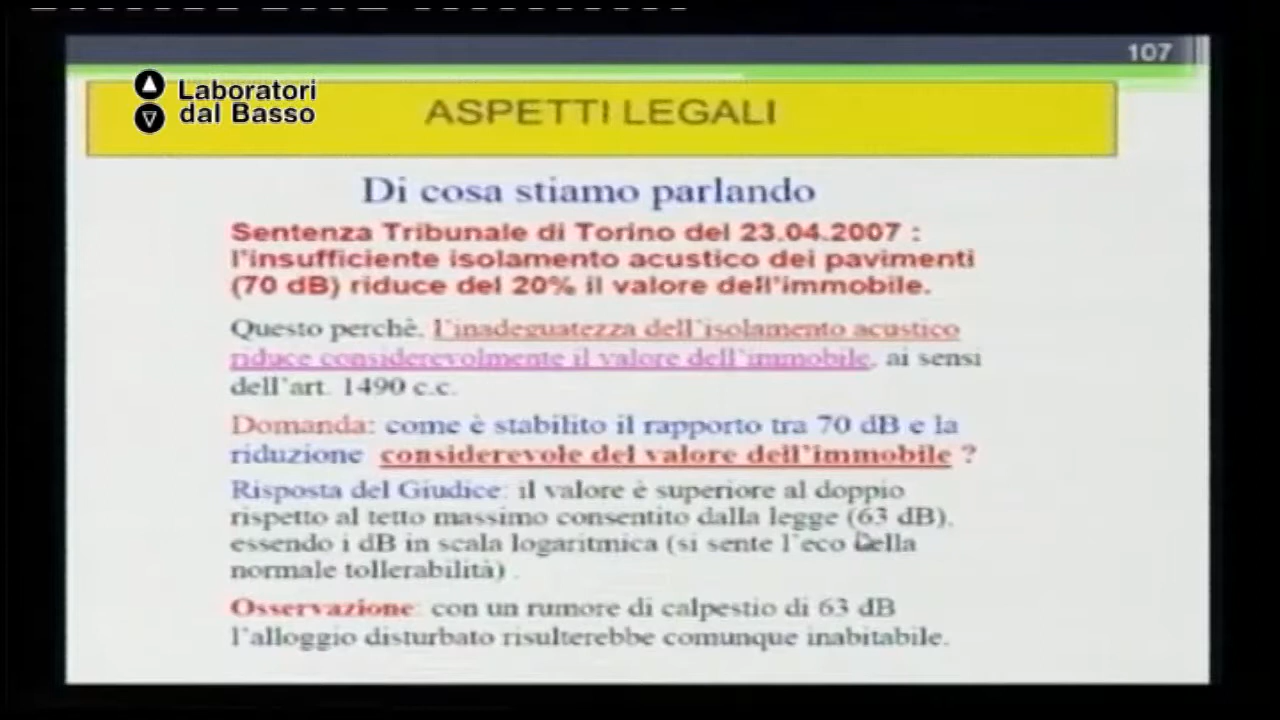 107
Laboratori
dal Basso
ASPETTI LEGALI
Di cosa stiamo parlando
Sentenza Tribunale di Torino del 23.04.2007 :
l'insufficiente isolamento acustico dei pavimenti
(70 dB) riduce del 20% il valore dell'immobile.
Questo perchè, l'inadeguatezza dell'isolamento acustico
riduce considerevolmente il valore dell'immobile, ai sensi
dell'art. 1490 c.c.
Domanda: come è stabilito il rapporto tra 70 dB e la
riduzione considerevole del valore dell'immobile ?
Risposta del Giudice: il valore è superiore al doppio
rispetto al tetto massimo consentito dalla legge (63 dB),
essendo i dB in scala logaritmica (si sente l'eco della
normale tollerabilità) .
Osservazione: con un rumore di calpestio di 63 dB
l'alloggio disturbato risulterebbe comunque inabitabile.